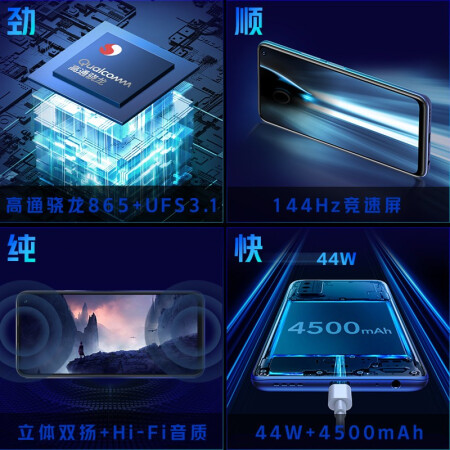 劲
Qualcomm
高通骁龙
高通骁龙865+UFS3.1
顺
144Hz竞速屏
纯
立体双扬+Hi-Fi音质
快
44W
4500mAh
44W+4500mAh